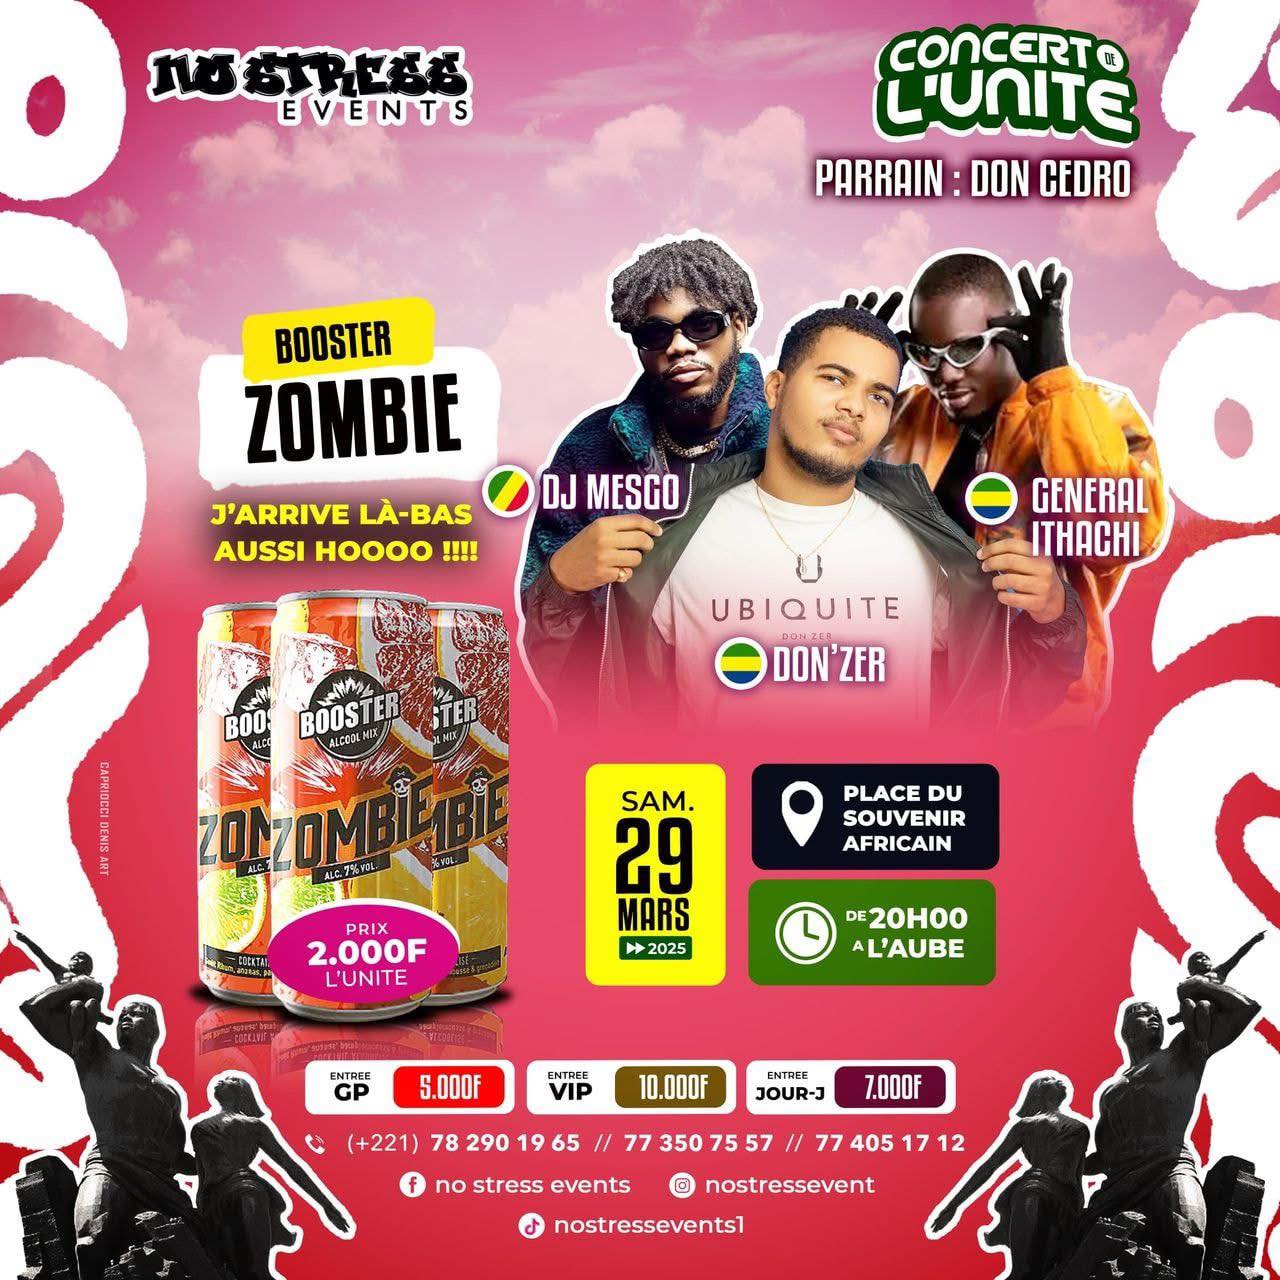 NO STRESS
EVENTS
CONCERT DE
L'UNITE
PARRAIN : DON CEDRO
BOOSTER
ZOMBIE
J'ARRIVE LÀ-BAS
AUSSI HOOOO !!!!
DJ MESGO
GENERAL
ITHACHI
UBIQUITE
DON ZER
DON'ZER
BOOSTER
ALCOOL MIX
ZOMBIE
ALC. 7% VOL.
PRIX
2.000F
L'UNITE
CAPRIOCCI DENIS ART
SAM.
29
MARS
2025
PLACE DU
SOUVENIR
AFRICAIN
DE 20H00
A L'AUBE
ENTREE
GP
5.000F
ENTREE
VIP
10.000F
ENTREE
JOUR-J
7.000F
(+221) 78 290 19 65 // 77 350 75 57 // 77 405 17 12
no stress events
nostressevent
nostressevents1